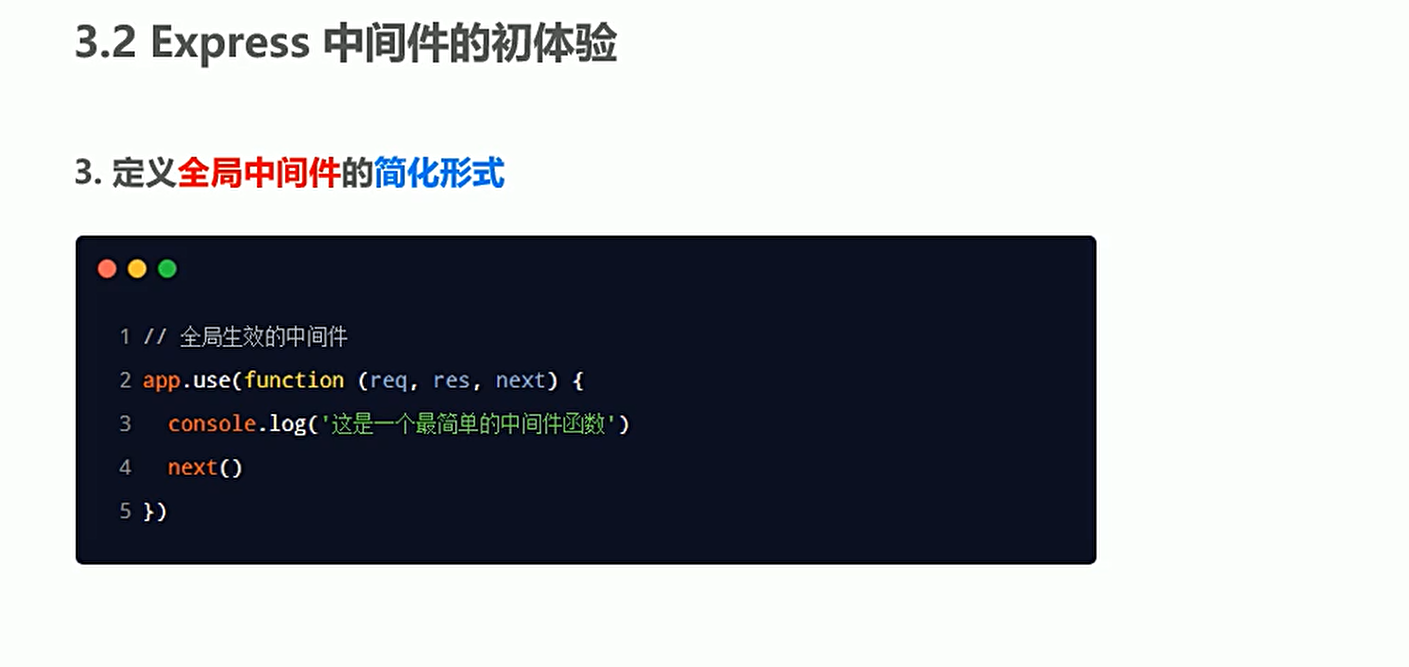 3.2 Express 中间件的初体验
3. 定义全局中间件的简化形式
1 // 全局生效的中间件
2 app.use(function (req, res, next) {
3   console.log('这是一个最简单的中间件函数')
4   next()
5 })